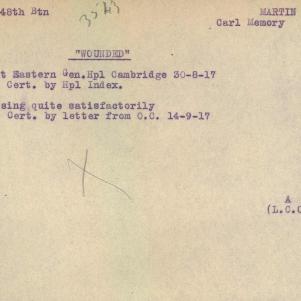 48th Btn
MARTIN
Carl Memory
"WOUNDED"
t Eastern Gen.Hpl Cambridge 30-8-17
Cert. by Hpl Index.
sing quite satisfactorily
Cert. by letter from O.C. 14-9-17
A
(L.C.C